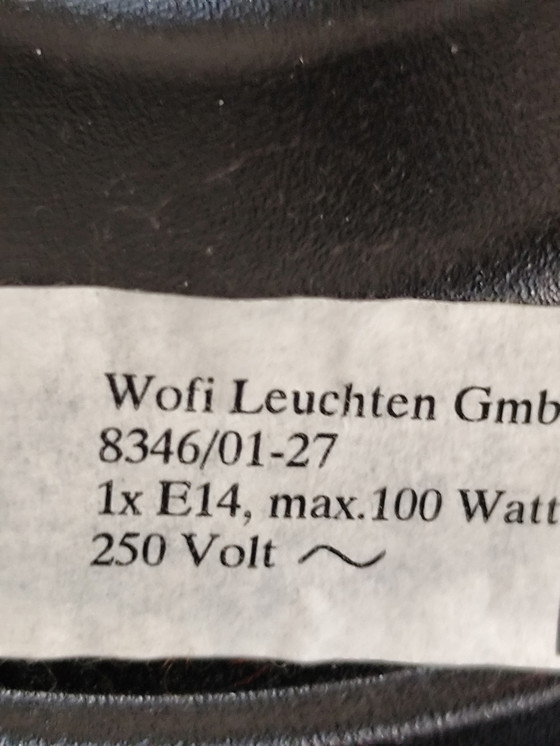 Wofi Leuchten Gmb
8346/01-27
1x E14, max.100 Watt
250 Volt ~